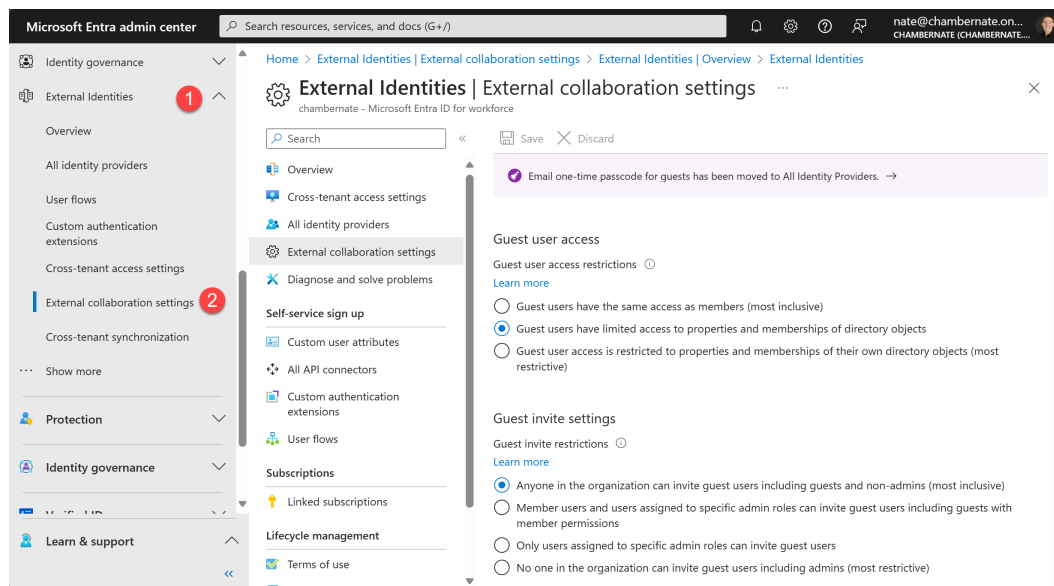 Microsoft Entra admin center
Search resources, services, and docs (G+/)
nate@chambernate.on...
CHAMBERNATE (CHAMBERNATE....
Identity governance
External Identities
1
Overview
All identity providers
User flows
Custom authentication
extensions
Cross-tenant access settings
External collaboration settings
2
Cross-tenant synchronization
Show more
Protection
Identity governance
Learn & support
Home > External Identities | External collaboration settings > External Identities | Overview > External Identities
External Identities | External collaboration settings
chambernate - Microsoft Entra ID for workforce
Search
Overview
Cross-tenant access settings
All identity providers
External collaboration settings
Diagnose and solve problems
Self-service sign up
Custom user attributes
All API connectors
Custom authentication
extensions
User flows
Subscriptions
Linked subscriptions
Lifecycle management
Terms of use
Save
Discard
Email one-time passcode for guests has been moved to All Identity Providers. →
Guest user access
Guest user access restrictions
Learn more
Guest users have the same access as members (most inclusive)
Guest users have limited access to properties and memberships of directory objects
Guest user access is restricted to properties and memberships of their own directory objects (most
restrictive)
Guest invite settings
Guest invite restrictions
Learn more
Anyone in the organization can invite guest users including guests and non-admins (most inclusive)
Member users and users assigned to specific admin roles can invite guest users including guests with
member permissions
Only users assigned to specific admin roles can invite guest users
No one in the organization can invite guest users including admins (most restrictive)